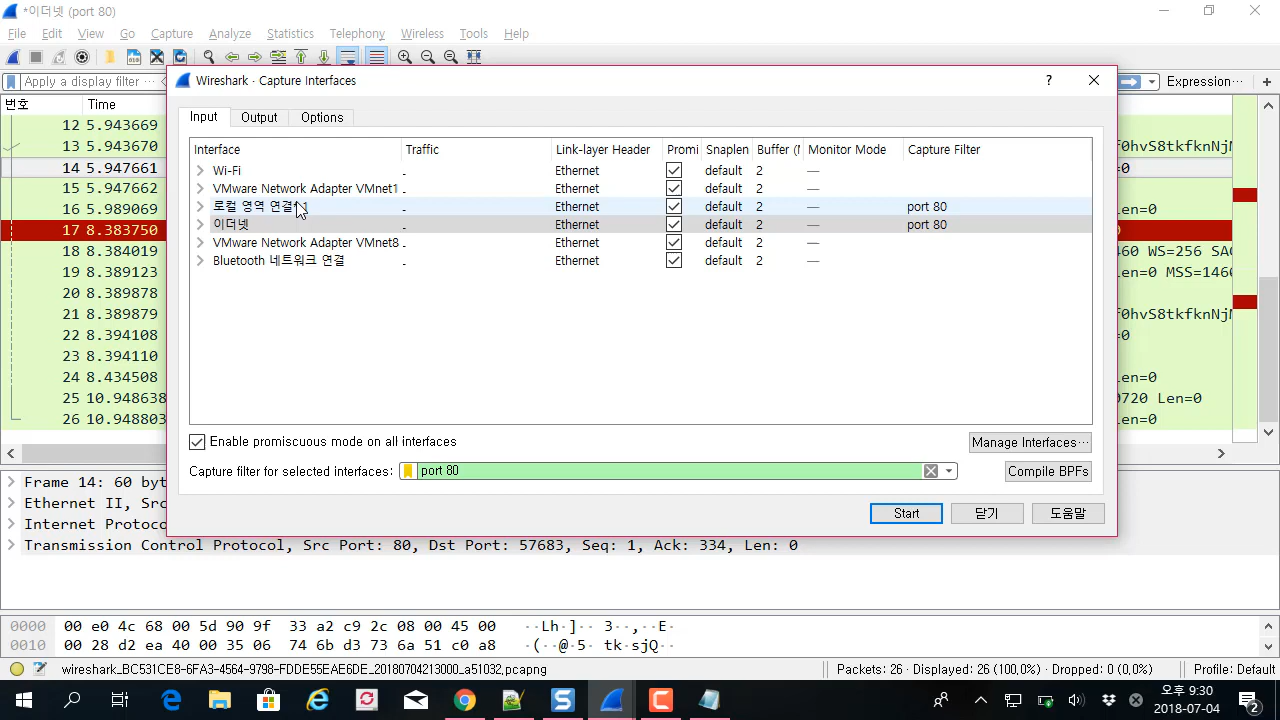 *이더넷 (port 80)
File Edit View Go Capture Analyze Statistics Telephony Wireless Tools Help
Apply a display filter ··· Expression···
Wireshark · Capture Interfaces
Input Output Options
Interface Traffic Link-layer Header Promi Snaplen Buffer (M Monitor Mode Capture Filter
Wi-Fi Ethernet default 2 —
VMware Network Adapter VMnet1 Ethernet default 2 —
로컬 영역 연결 Ethernet default 2 — port 80
이더넷 Ethernet default 2 — port 80
VMware Network Adapter VMnet8 Ethernet default 2 —
Bluetooth 네트워크 연결 Ethernet default 2 —
Enable promiscuous mode on all interfaces
Manage Interfaces···
Capture filter for selected interfaces: port 80 Compile BPFs
Start 닫기 도움말
번호 Time
12 5.943669
13 5.943670 f0hvS8tkfknNjM
14 5.947661 =0
15 5.947662
16 5.989069 Len=0
17 8.383750
18 8.384019 460 WS=256 SAC
19 8.389123 Len=0 MSS=1460
20 8.389878
21 8.389879 f0hvS8tkfknNjM
22 8.394108 =0
23 8.394110
24 8.434508 Len=0
25 10.948638 0720 Len=0
26 10.948803 Len=0
Frame 14: 60 byt
Ethernet II, Src
Internet Protoco
Transmission Control Protocol, Src Port: 80, Dst Port: 57683, Seq: 1, Ack: 334, Len: 0
0000 00 e0 4c 68 00 5d 90 9f 33 a2 c9 2c 08 00 45 00 ··Lh·]·· 3··,··E·
0010 00 28 d2 ea 40 00 35 06 74 6b d3 73 6a 51 c0 a8 ·(··@·5· tk·sjQ··
wireshark_BC531CE8-6FA3-4564-9798-FDDE55EAE6DE_20180704213000_a51032.pcapng Packets: 26 · Displayed: 26 (100.0%) · Dropped: 0 (0,0%) Profile: Default
오후 9:30
2018-07-04
2